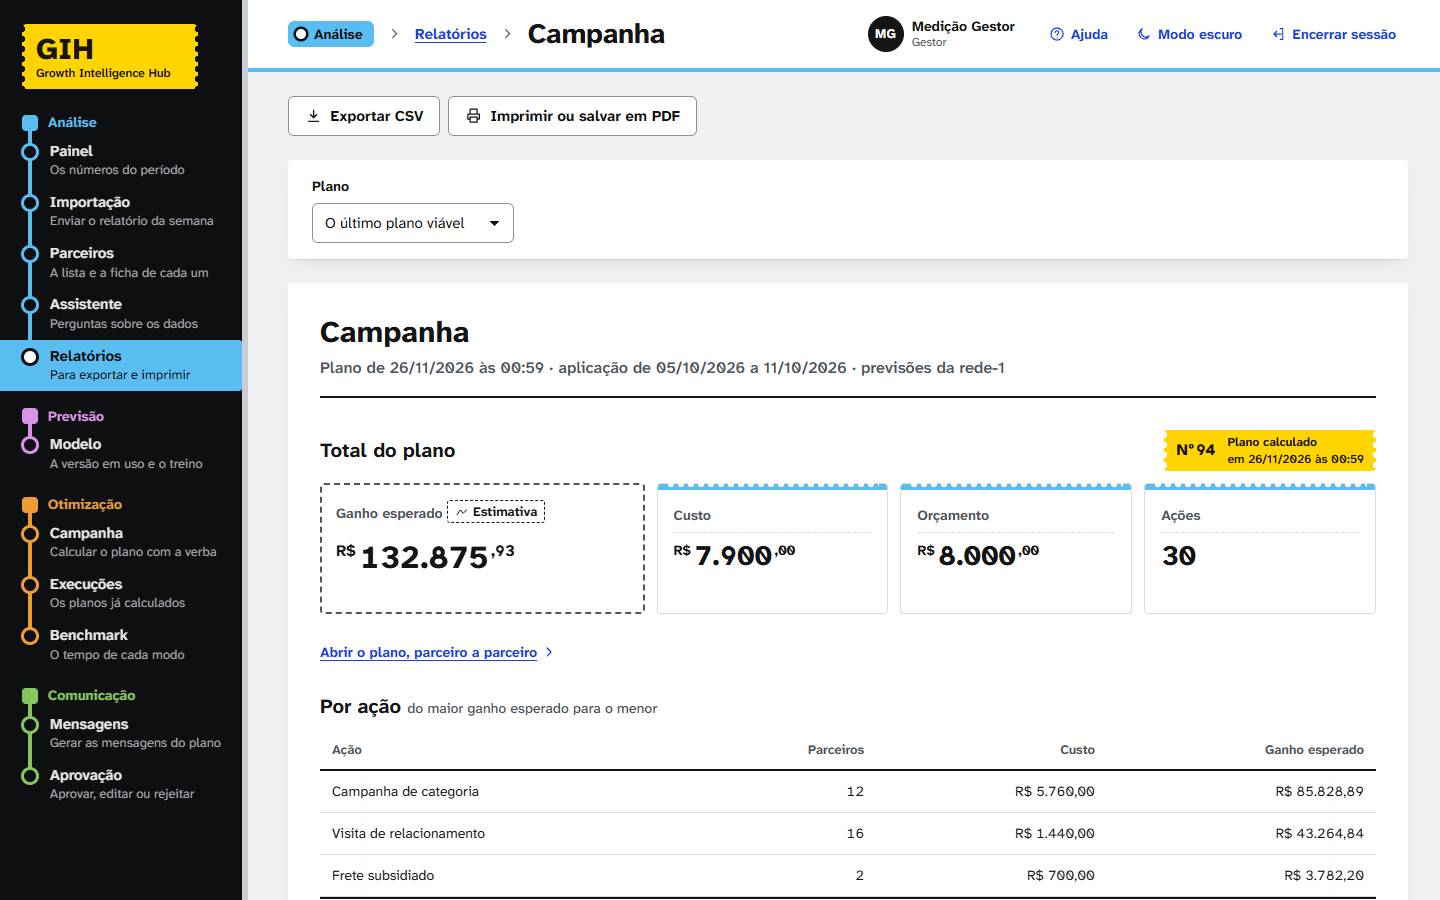 GIH
Growth Intelligence Hub
Análise
Painel
Os números do período
Importação
Enviar o relatório da semana
Parceiros
A lista e a ficha de cada um
Assistente
Perguntas sobre os dados
Relatórios
Para exportar e imprimir
Previsão
Modelo
A versão em uso e o treino
Otimização
Campanha
Calcular o plano com a verba
Execuções
Os planos já calculados
Benchmark
O tempo de cada modo
Comunicação
Mensagens
Gerar as mensagens do plano
Aprovação
Aprovar, editar ou rejeitar
Análise > Relatórios > Campanha
MG Medição Gestor
Gestor
Ajuda
Modo escuro
Encerrar sessão
Exportar CSV
Imprimir ou salvar em PDF
Plano
O último plano viável
Campanha
Plano de 26/11/2026 às 00:59 · aplicação de 05/10/2026 a 11/10/2026 · previsões da rede-1
Total do plano
Nº 94
Plano calculado
em 26/11/2026 às 00:59
Ganho esperado Estimativa
R$ 132.875,93
Custo
R$ 7.900,00
Orçamento
R$ 8.000,00
Ações
30
Abrir o plano, parceiro a parceiro >
Por ação do maior ganho esperado para o menor
Ação Parceiros Custo Ganho esperado
Campanha de categoria 12 R$ 5.760,00 R$ 85.828,89
Visita de relacionamento 16 R$ 1.440,00 R$ 43.264,84
Frete subsidiado 2 R$ 700,00 R$ 3.782,20